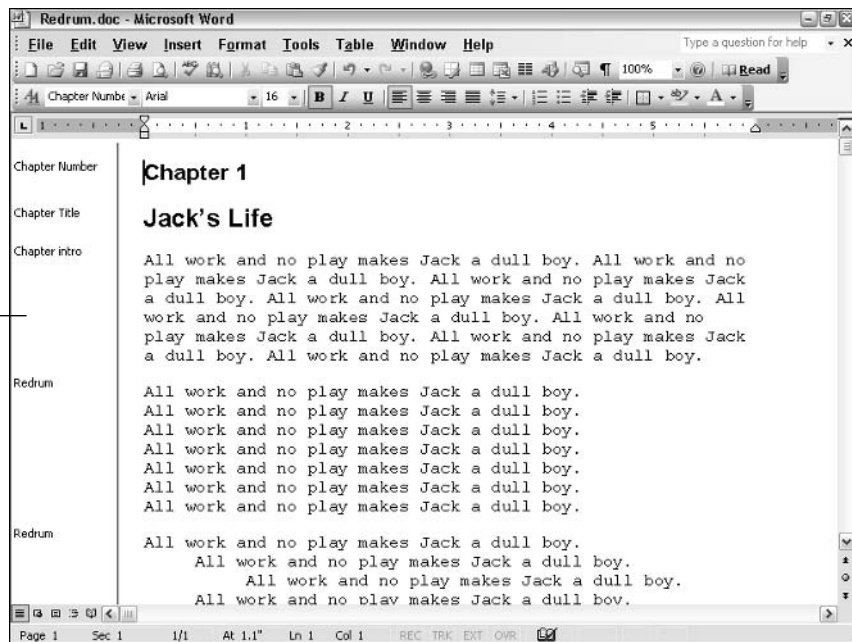 Redrum.doc - Microsoft Word
File Edit View Insert Format Tools Table Window Help Type a question for help
100% Read
Chapter Numbe Arial 16 B I U
1 1 2 3 4 5
Chapter Number Chapter 1
Chapter Title Jack's Life
Chapter intro
All work and no play makes Jack a dull boy. All work and no
play makes Jack a dull boy. All work and no play makes Jack
a dull boy. All work and no play makes Jack a dull boy. All
work and no play makes Jack a dull boy. All work and no
play makes Jack a dull boy. All work and no play makes Jack
a dull boy. All work and no play makes Jack a dull boy.
Redrum
All work and no play makes Jack a dull boy.
All work and no play makes Jack a dull boy.
All work and no play makes Jack a dull boy.
All work and no play makes Jack a dull boy.
All work and no play makes Jack a dull boy.
All work and no play makes Jack a dull boy.
All work and no play makes Jack a dull boy.
Redrum
All work and no play makes Jack a dull boy.
All work and no play makes Jack a dull boy.
All work and no play makes Jack a dull boy.
All work and no play makes Jack a dull boy.
Page 1 Sec 1 1/1 At 1.1" Ln 1 Col 1 REC TRK EXT OVR